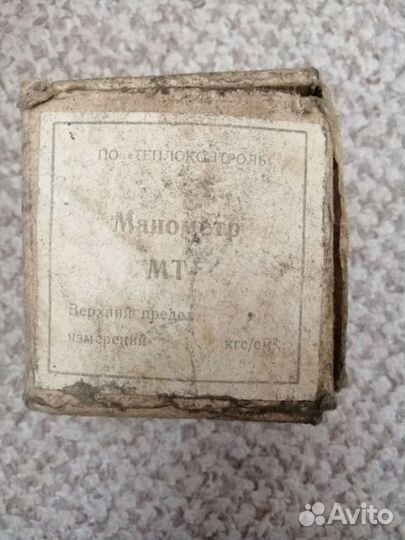 ПО «ТЕПЛОКОНТРОЛЬ»
Манометр
МТ-
Верхний предел
измерений кгс/см²
Avito